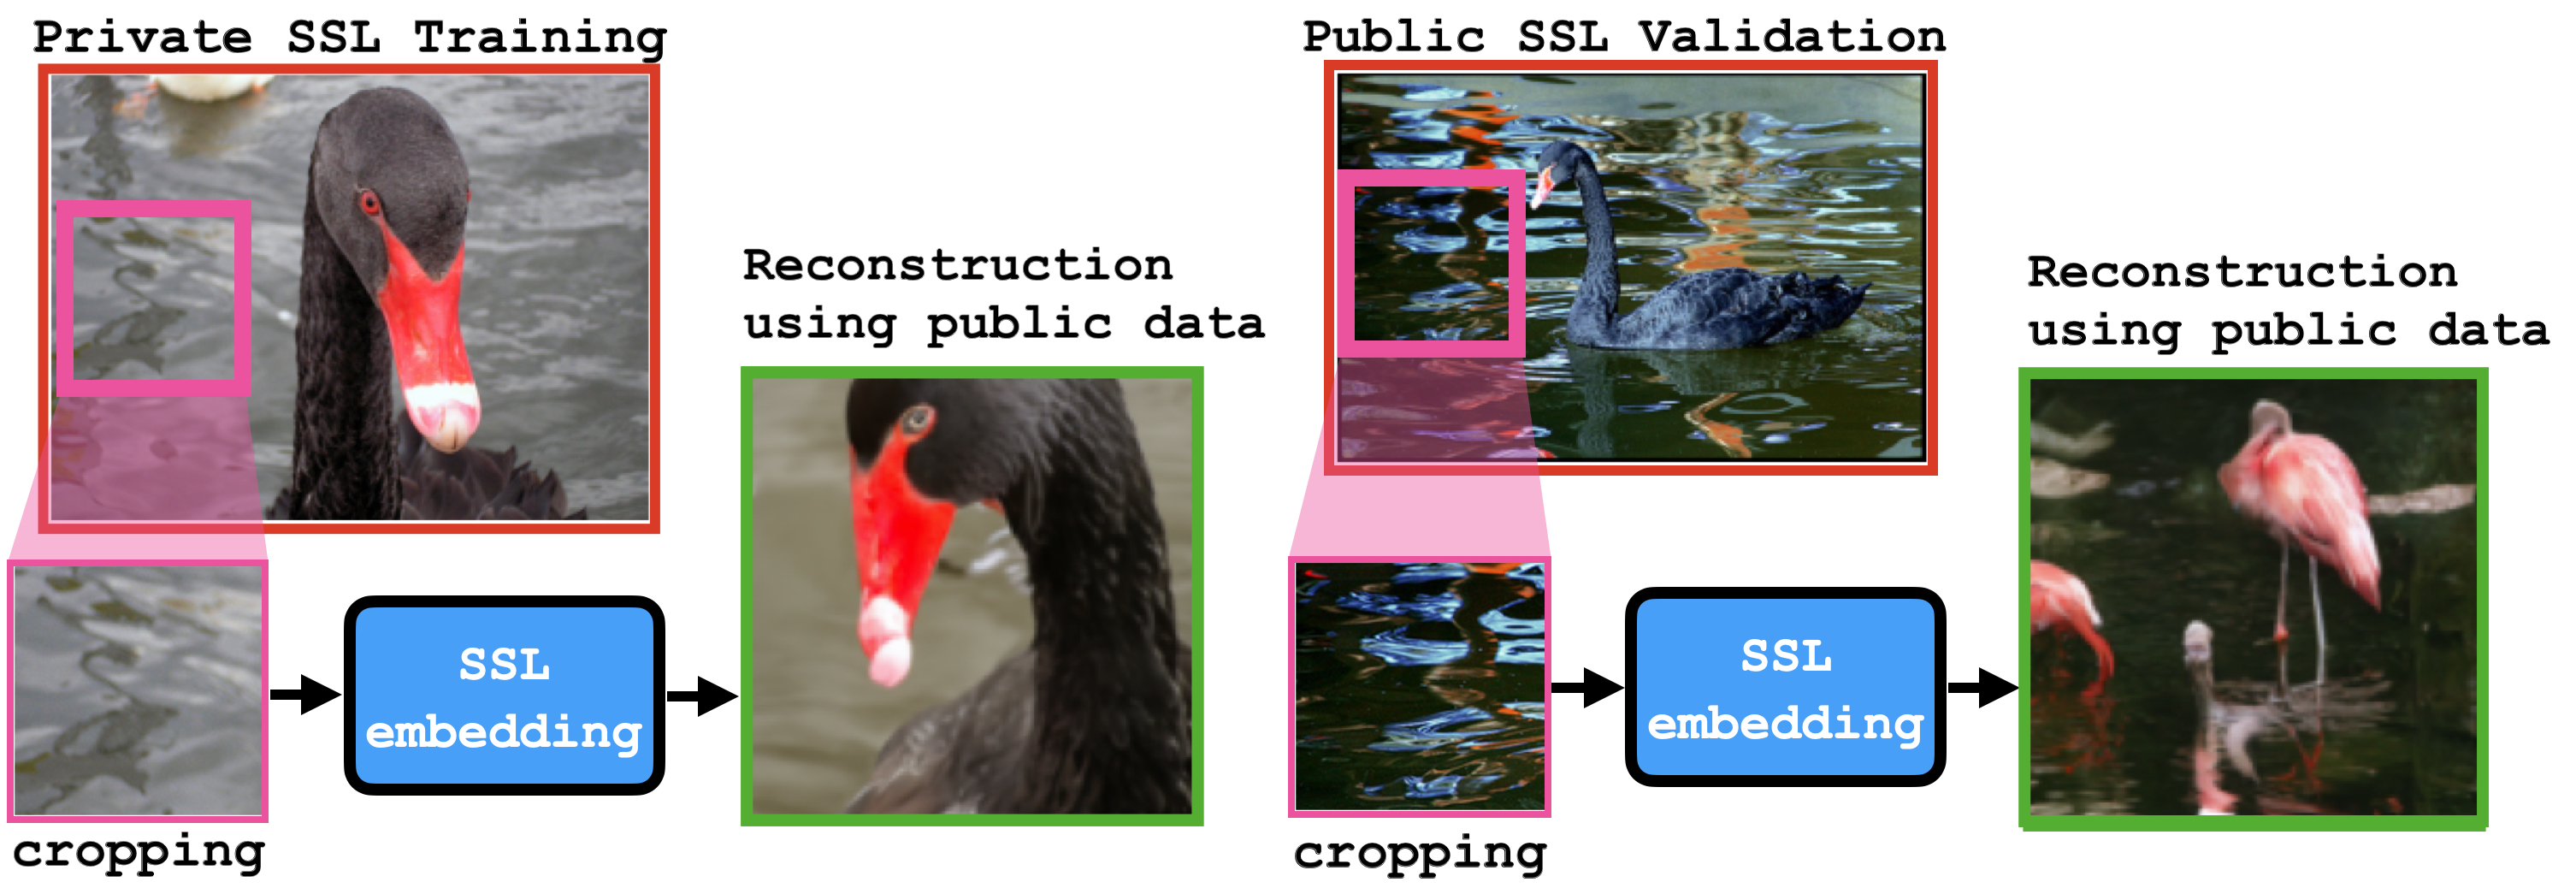 Private SSL Training
Reconstruction
using public data
SSL
embedding
cropping
Public SSL Validation
Reconstruction
using public data
SSL
embedding
cropping